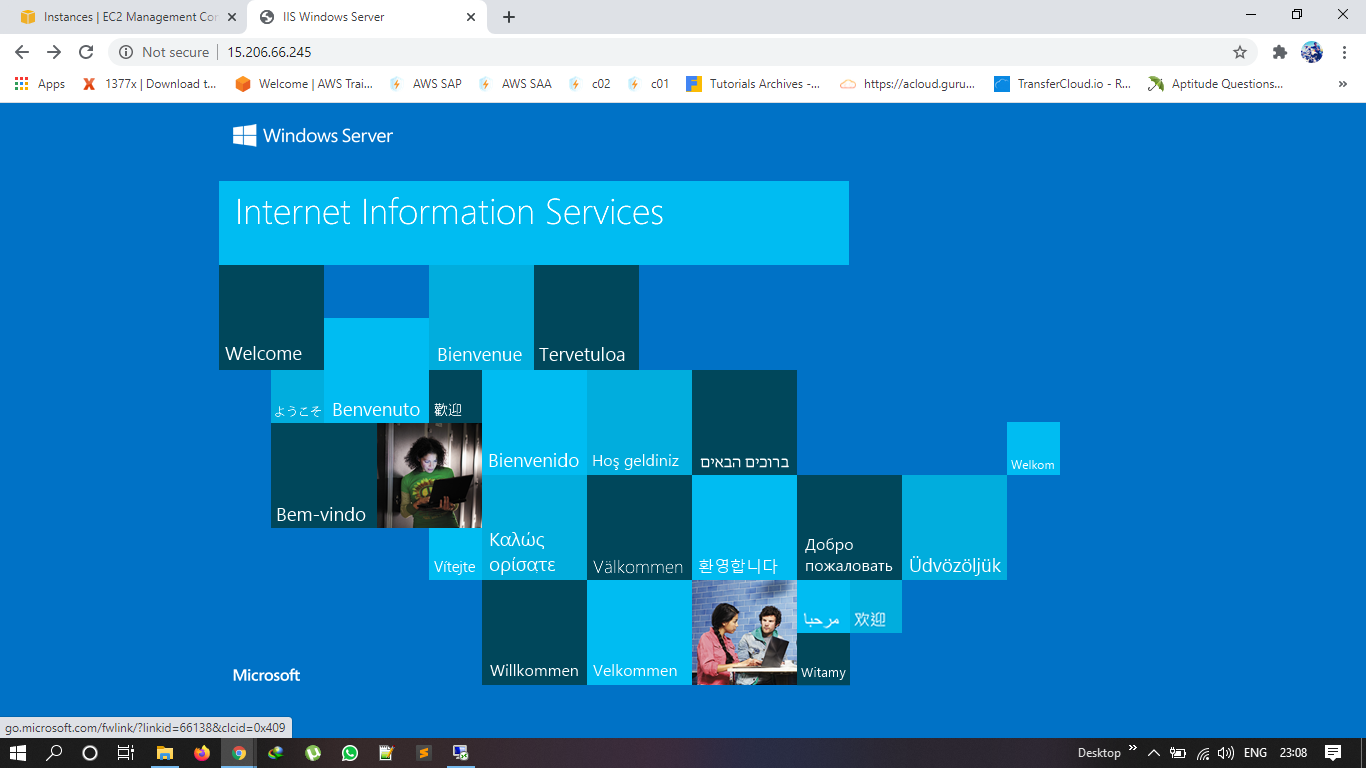 Instances | EC2 Management Con
IIS Windows Server
Not secure
15.206.66.245
Apps
1377x | Download t...
Welcome | AWS Trai...
AWS SAP
AWS SAA
c02
c01
Tutorials Archives -...
https://acloud.guru...
TransferCloud.io - R...
Aptitude Questions...
Windows Server
Internet Information Services
Welcome
Bienvenue
Tervetuloa
ようこそ
Benvenuto
歡迎
Bienvenido
Hoş geldiniz
ברוכים הבאים
Welkom
Bem-vindo
Vítejte
Καλώς
ορίσατε
Välkommen
환영합니다
Добро
пожаловать
Üdvözöljük
Willkommen
Velkommen
مرحبا
欢迎
Witamy
Microsoft
go.microsoft.com/fwlink/?linkid=66138&clcid=0x409
Desktop
ENG
23:08